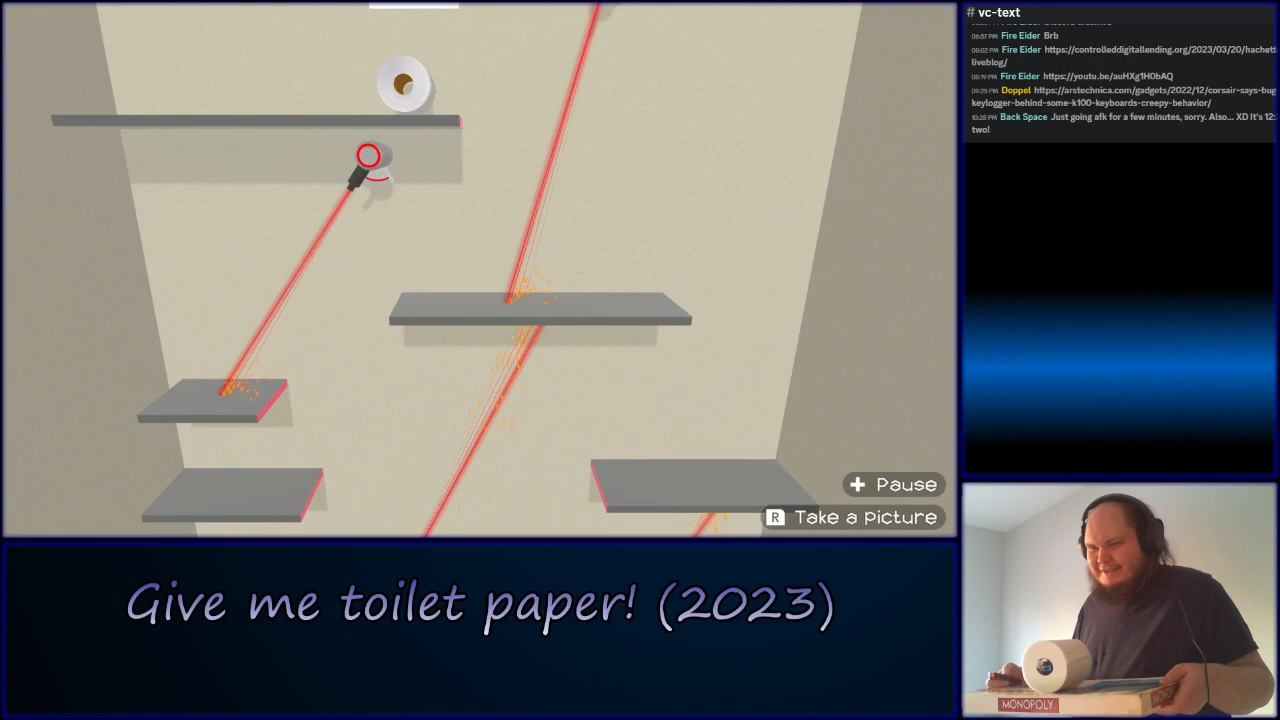 # vc-text
06:57 PM Fire Eider Brb
08:02 PM Fire Eider https://controlleddigitallending.org/2023/03/20/hachett
liveblog/
08:19 PM Fire Eider https://youtu.be/auHXg1H0bAQ
09:25 PM Doppel https://arstechnica.com/gadgets/2022/12/corsair-says-bug
keylogger-behind-some-k100-keyboards-creepy-behavior/
10:28 PM Back Space Just going afk for a few minutes, sorry. Also... XD It's 12:
two!
+ Pause
R Take a picture
Give me toilet paper! (2023)
MONOPOLY